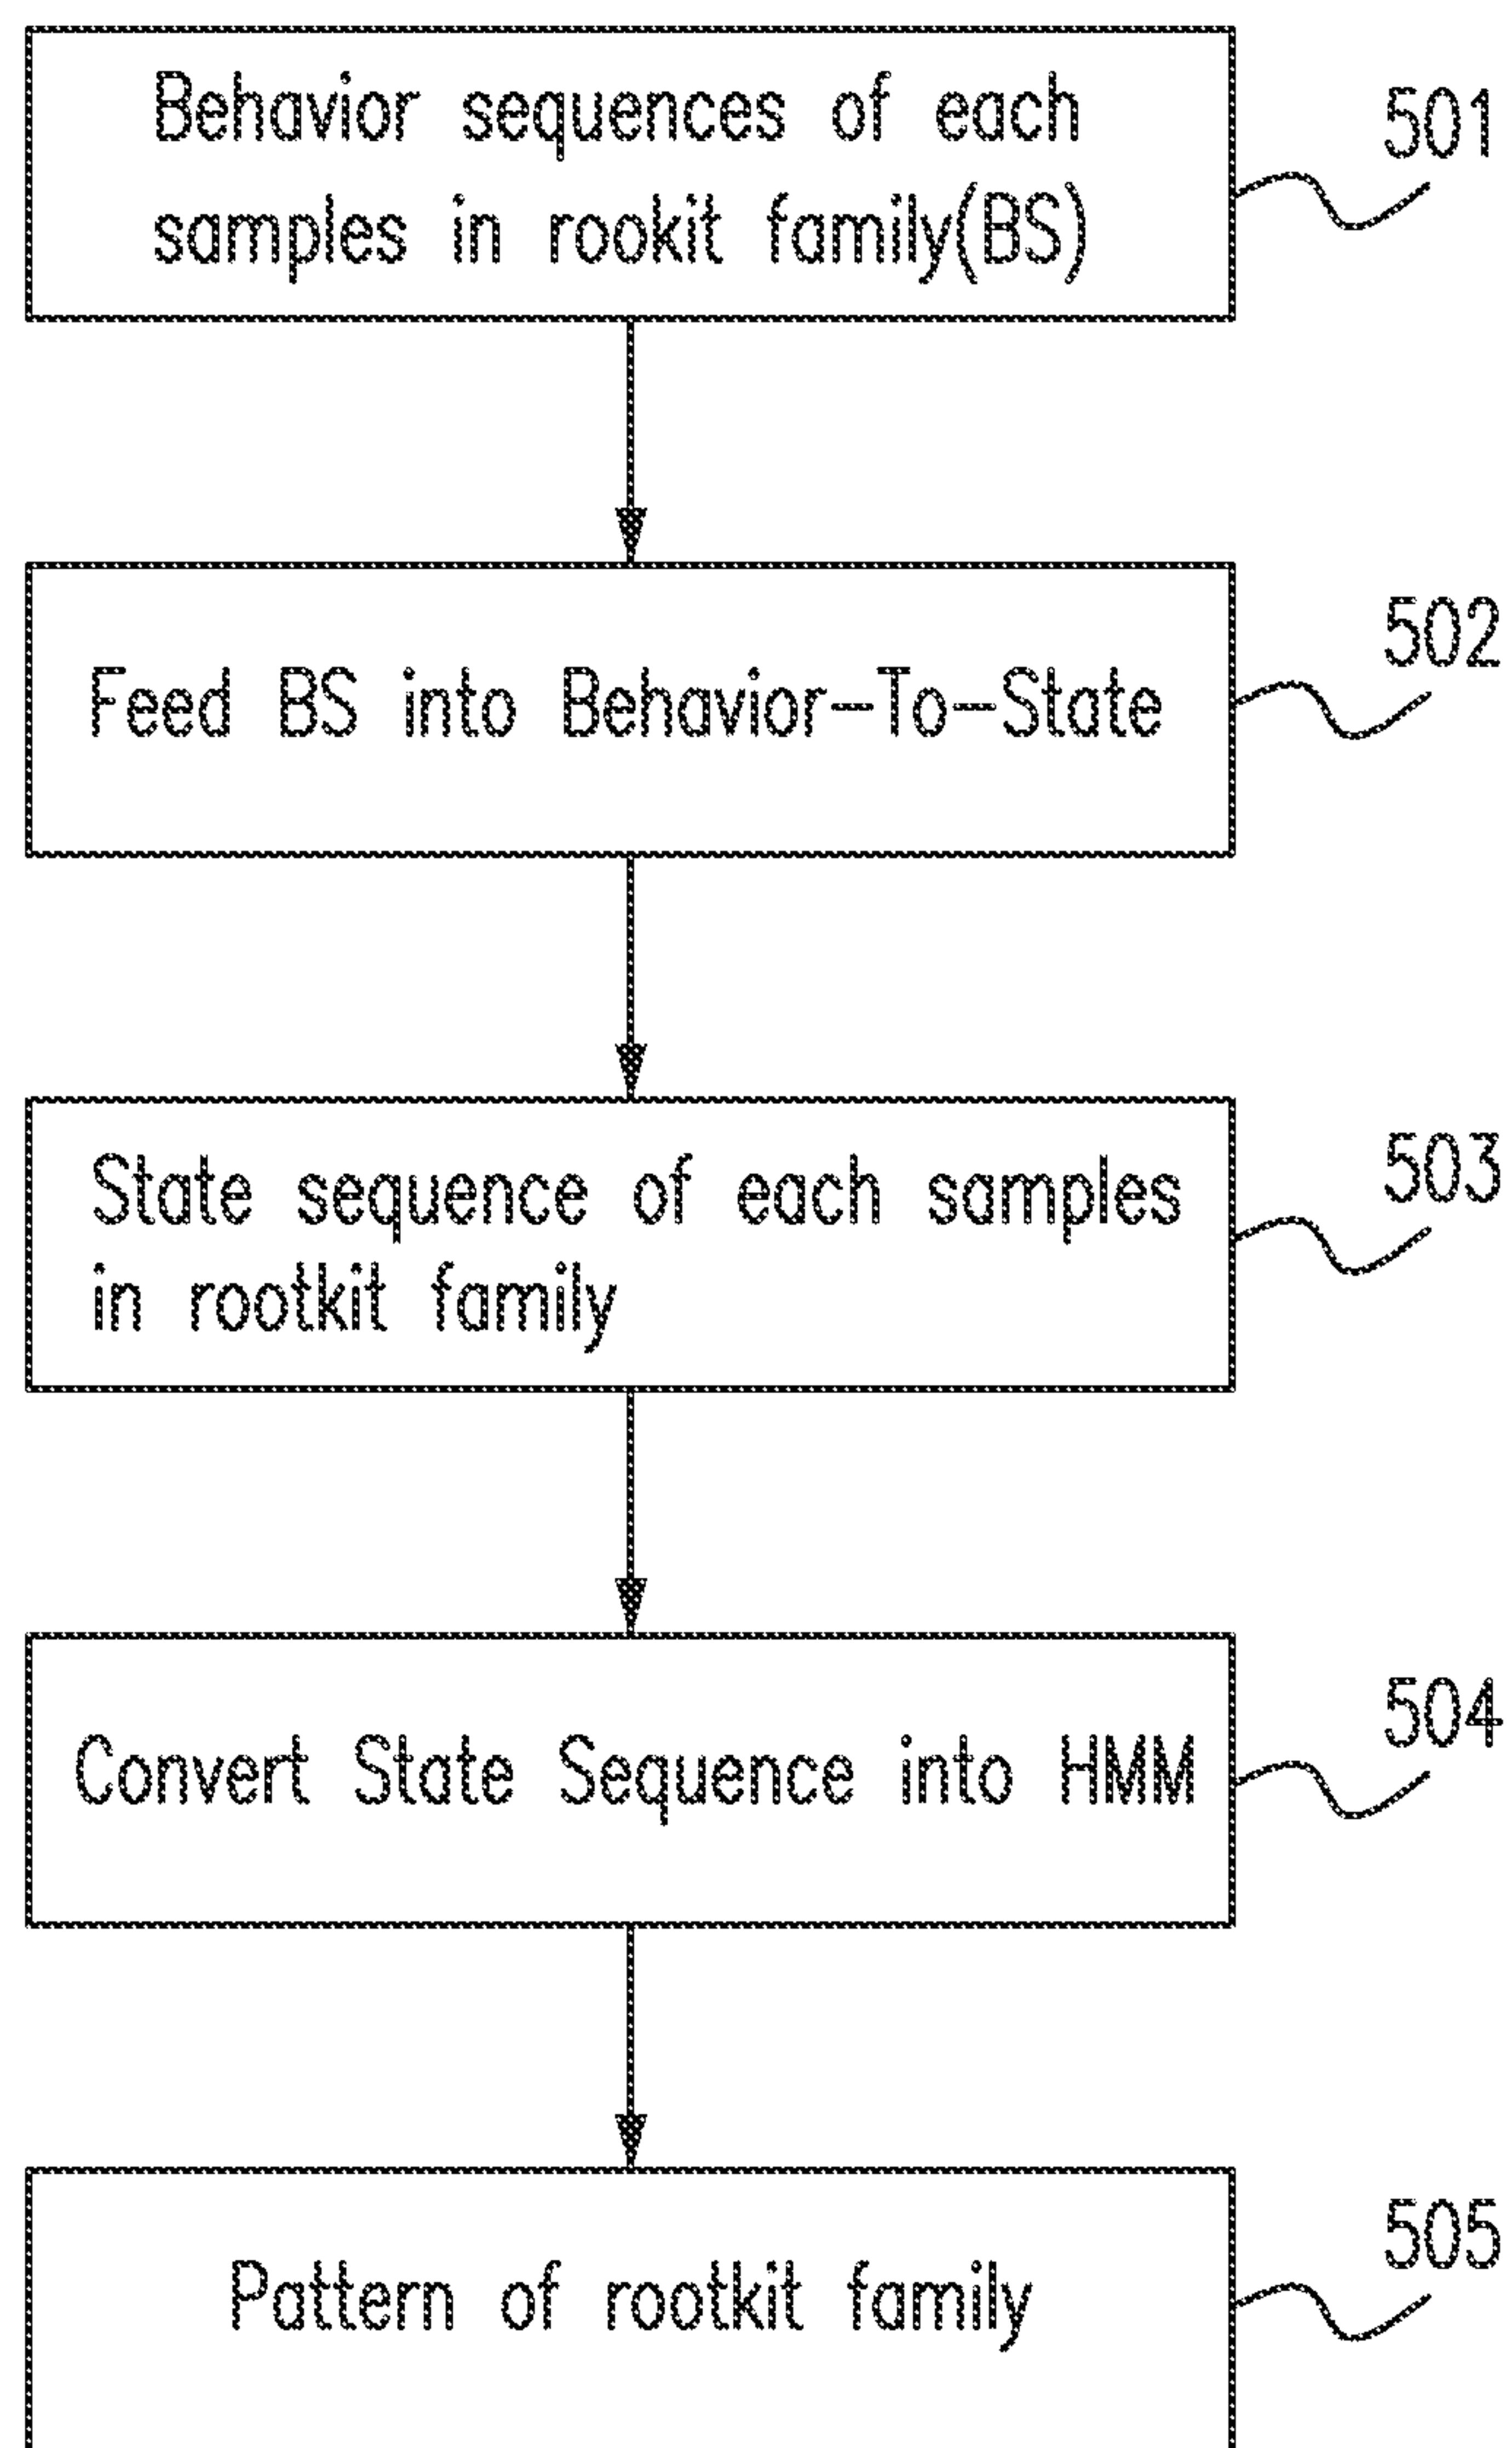 Behavior sequences of each
samples in rookit family(BS)
501
Feed BS into Behavior-To-State
502
State sequence of each samples
in rootkit family
503
Convert State Sequence into HMM
504
Pattern of rootkit family
505